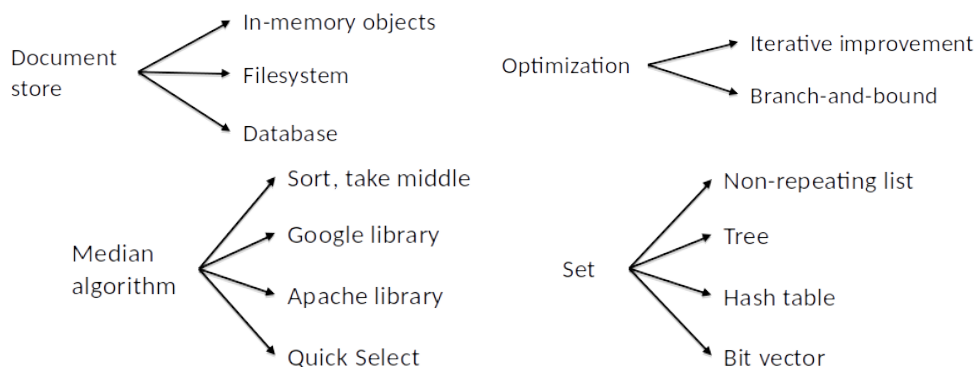 Document
store
In-memory objects
Filesystem
Database
Optimization
Iterative improvement
Branch-and-bound
Median
algorithm
Sort, take middle
Google library
Apache library
Quick Select
Set
Non-repeating list
Tree
Hash table
Bit vector